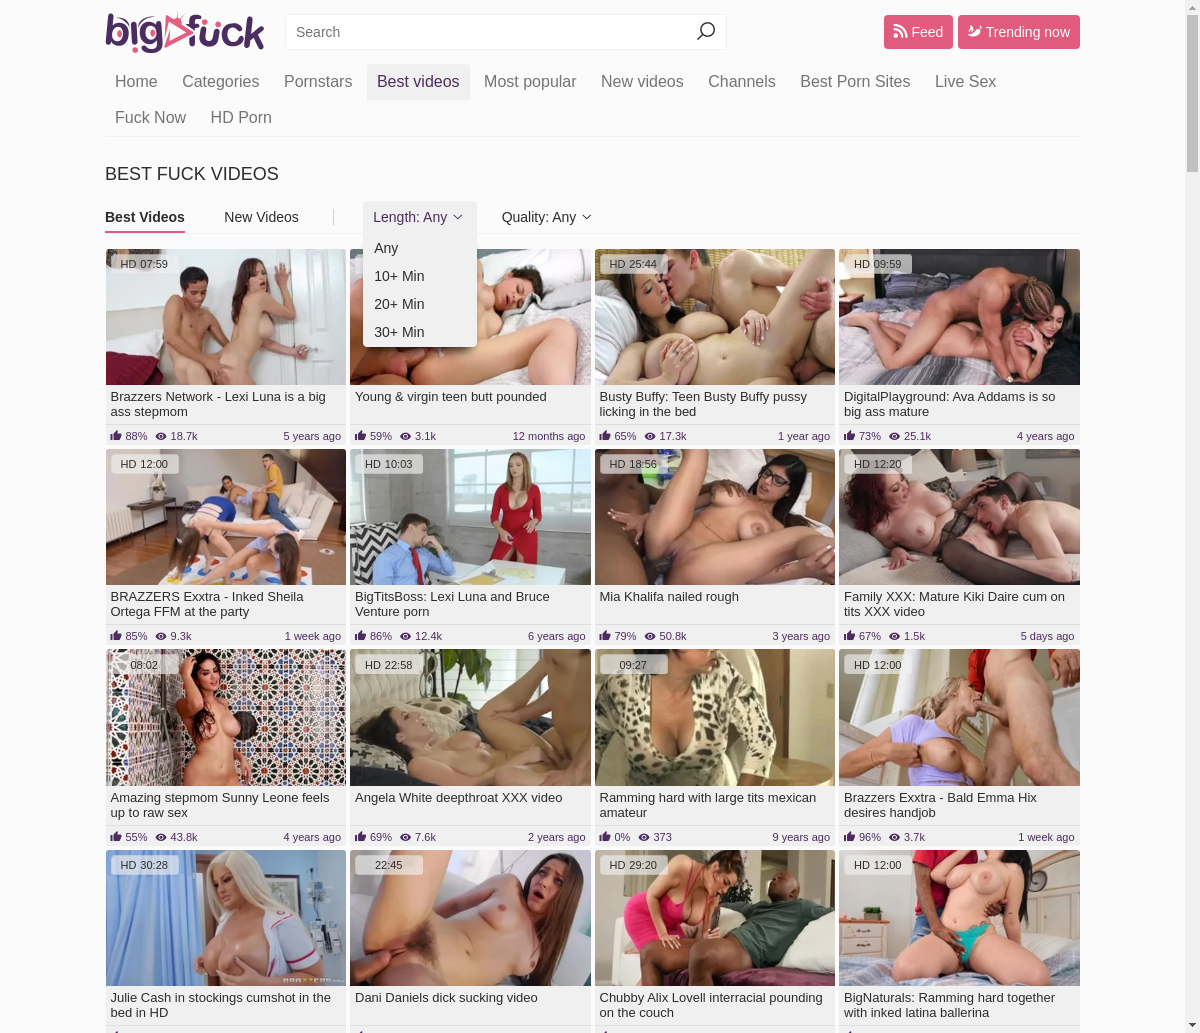 bigfuck
Search
Feed
Trending now
Home Categories Pornstars Best videos Most popular New videos Channels Best Porn Sites Live Sex
Fuck Now HD Porn
BEST FUCK VIDEOS
Best Videos New Videos Length: Any Quality: Any
Any
10+ Min
20+ Min
30+ Min
HD 07:59
HD 25:44
HD 09:59
Brazzers Network - Lexi Luna is a big
ass stepmom
88% 18.7k 5 years ago
Young & virgin teen butt pounded
59% 3.1k 12 months ago
Busty Buffy: Teen Busty Buffy pussy
licking in the bed
65% 17.3k 1 year ago
DigitalPlayground: Ava Addams is so
big ass mature
73% 25.1k 4 years ago
HD 12:00
HD 10:03
HD 18:56
HD 12:20
BRAZZERS Exxtra - Inked Sheila
Ortega FFM at the party
85% 9.3k 1 week ago
BigTitsBoss: Lexi Luna and Bruce
Venture porn
86% 12.4k 6 years ago
Mia Khalifa nailed rough
79% 50.8k 3 years ago
Family XXX: Mature Kiki Daire cum on
tits XXX video
67% 1.5k 5 days ago
08:02
HD 22:58
09:27
HD 12:00
Amazing stepmom Sunny Leone feels
up to raw sex
55% 43.8k 4 years ago
Angela White deepthroat XXX video
69% 7.6k 2 years ago
Ramming hard with large tits mexican
amateur
0% 373 9 years ago
Brazzers Exxtra - Bald Emma Hix
desires handjob
96% 3.7k 1 week ago
HD 30:28
22:45
HD 29:20
HD 12:00
Julie Cash in stockings cumshot in the
bed in HD
Dani Daniels dick sucking video
Chubby Alix Lovell interracial pounding
on the couch
BigNaturals: Ramming hard together
with inked latina ballerina